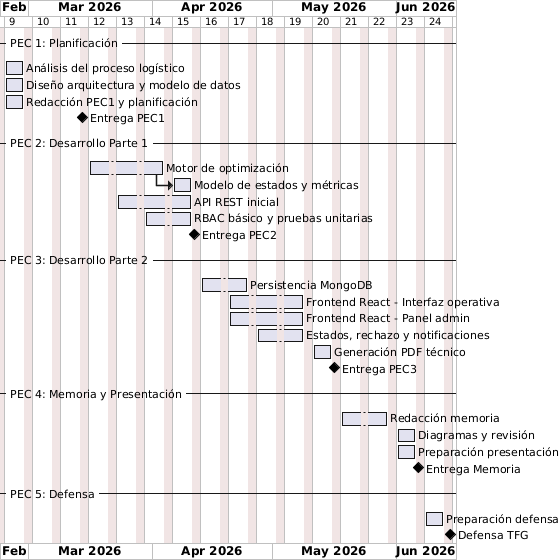 Feb Mar 2026 Apr 2026 May 2026 Jun 2026
9 10 11 12 13 14 15 16 17 18 19 20 21 22 23 24
PEC 1: Planificación
Análisis del proceso logístico
Diseño arquitectura y modelo de datos
Redacción PEC1 y planificación
Entrega PEC1
PEC 2: Desarrollo Parte 1
Motor de optimización
Modelo de estados y métricas
API REST inicial
RBAC básico y pruebas unitarias
Entrega PEC2
PEC 3: Desarrollo Parte 2
Persistencia MongoDB
Frontend React - Interfaz operativa
Frontend React - Panel admin
Estados, rechazo y notificaciones
Generación PDF técnico
Entrega PEC3
PEC 4: Memoria y Presentación
Redacción memoria
Diagramas y revisión
Preparación presentación
Entrega Memoria
PEC 5: Defensa
Preparación defensa
Defensa TFG
Feb Mar 2026 Apr 2026 May 2026 Jun 2026